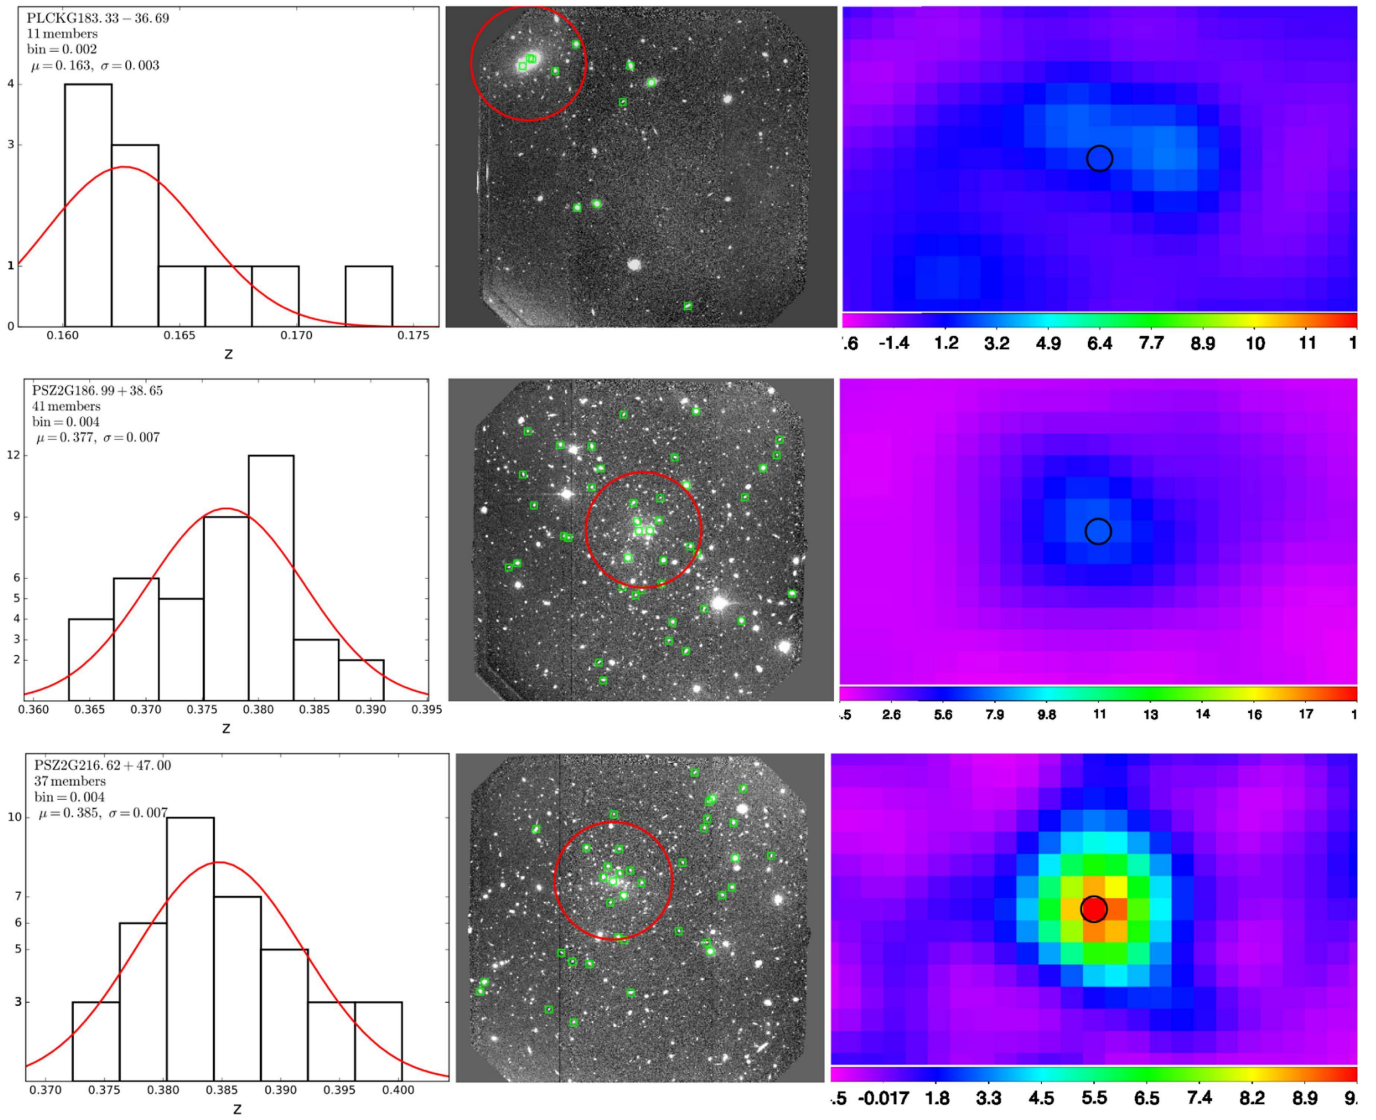 PLCKG183.33 − 36.69
11 members
bin = 0.002
μ = 0.163, σ = 0.003
4
3
1
0
0.160 0.165 0.170 0.175
z
.6 -1.4 1.2 3.2 4.9 6.4 7.7 8.9 10 11 1
PSZ2G186.99 + 38.65
41 members
bin = 0.004
μ = 0.377, σ = 0.007
12
9
6
5
4
3
2
0.360 0.365 0.370 0.375 0.380 0.385 0.390 0.395
z
.5 2.6 5.6 7.9 9.8 11 13 14 16 17 1
PSZ2G216.62 + 47.00
37 members
bin = 0.004
μ = 0.385, σ = 0.007
10
7
6
5
3
0.370 0.375 0.380 0.385 0.390 0.395 0.400
z
.5 -0.017 1.8 3.3 4.5 5.5 6.5 7.4 8.2 8.9 9.